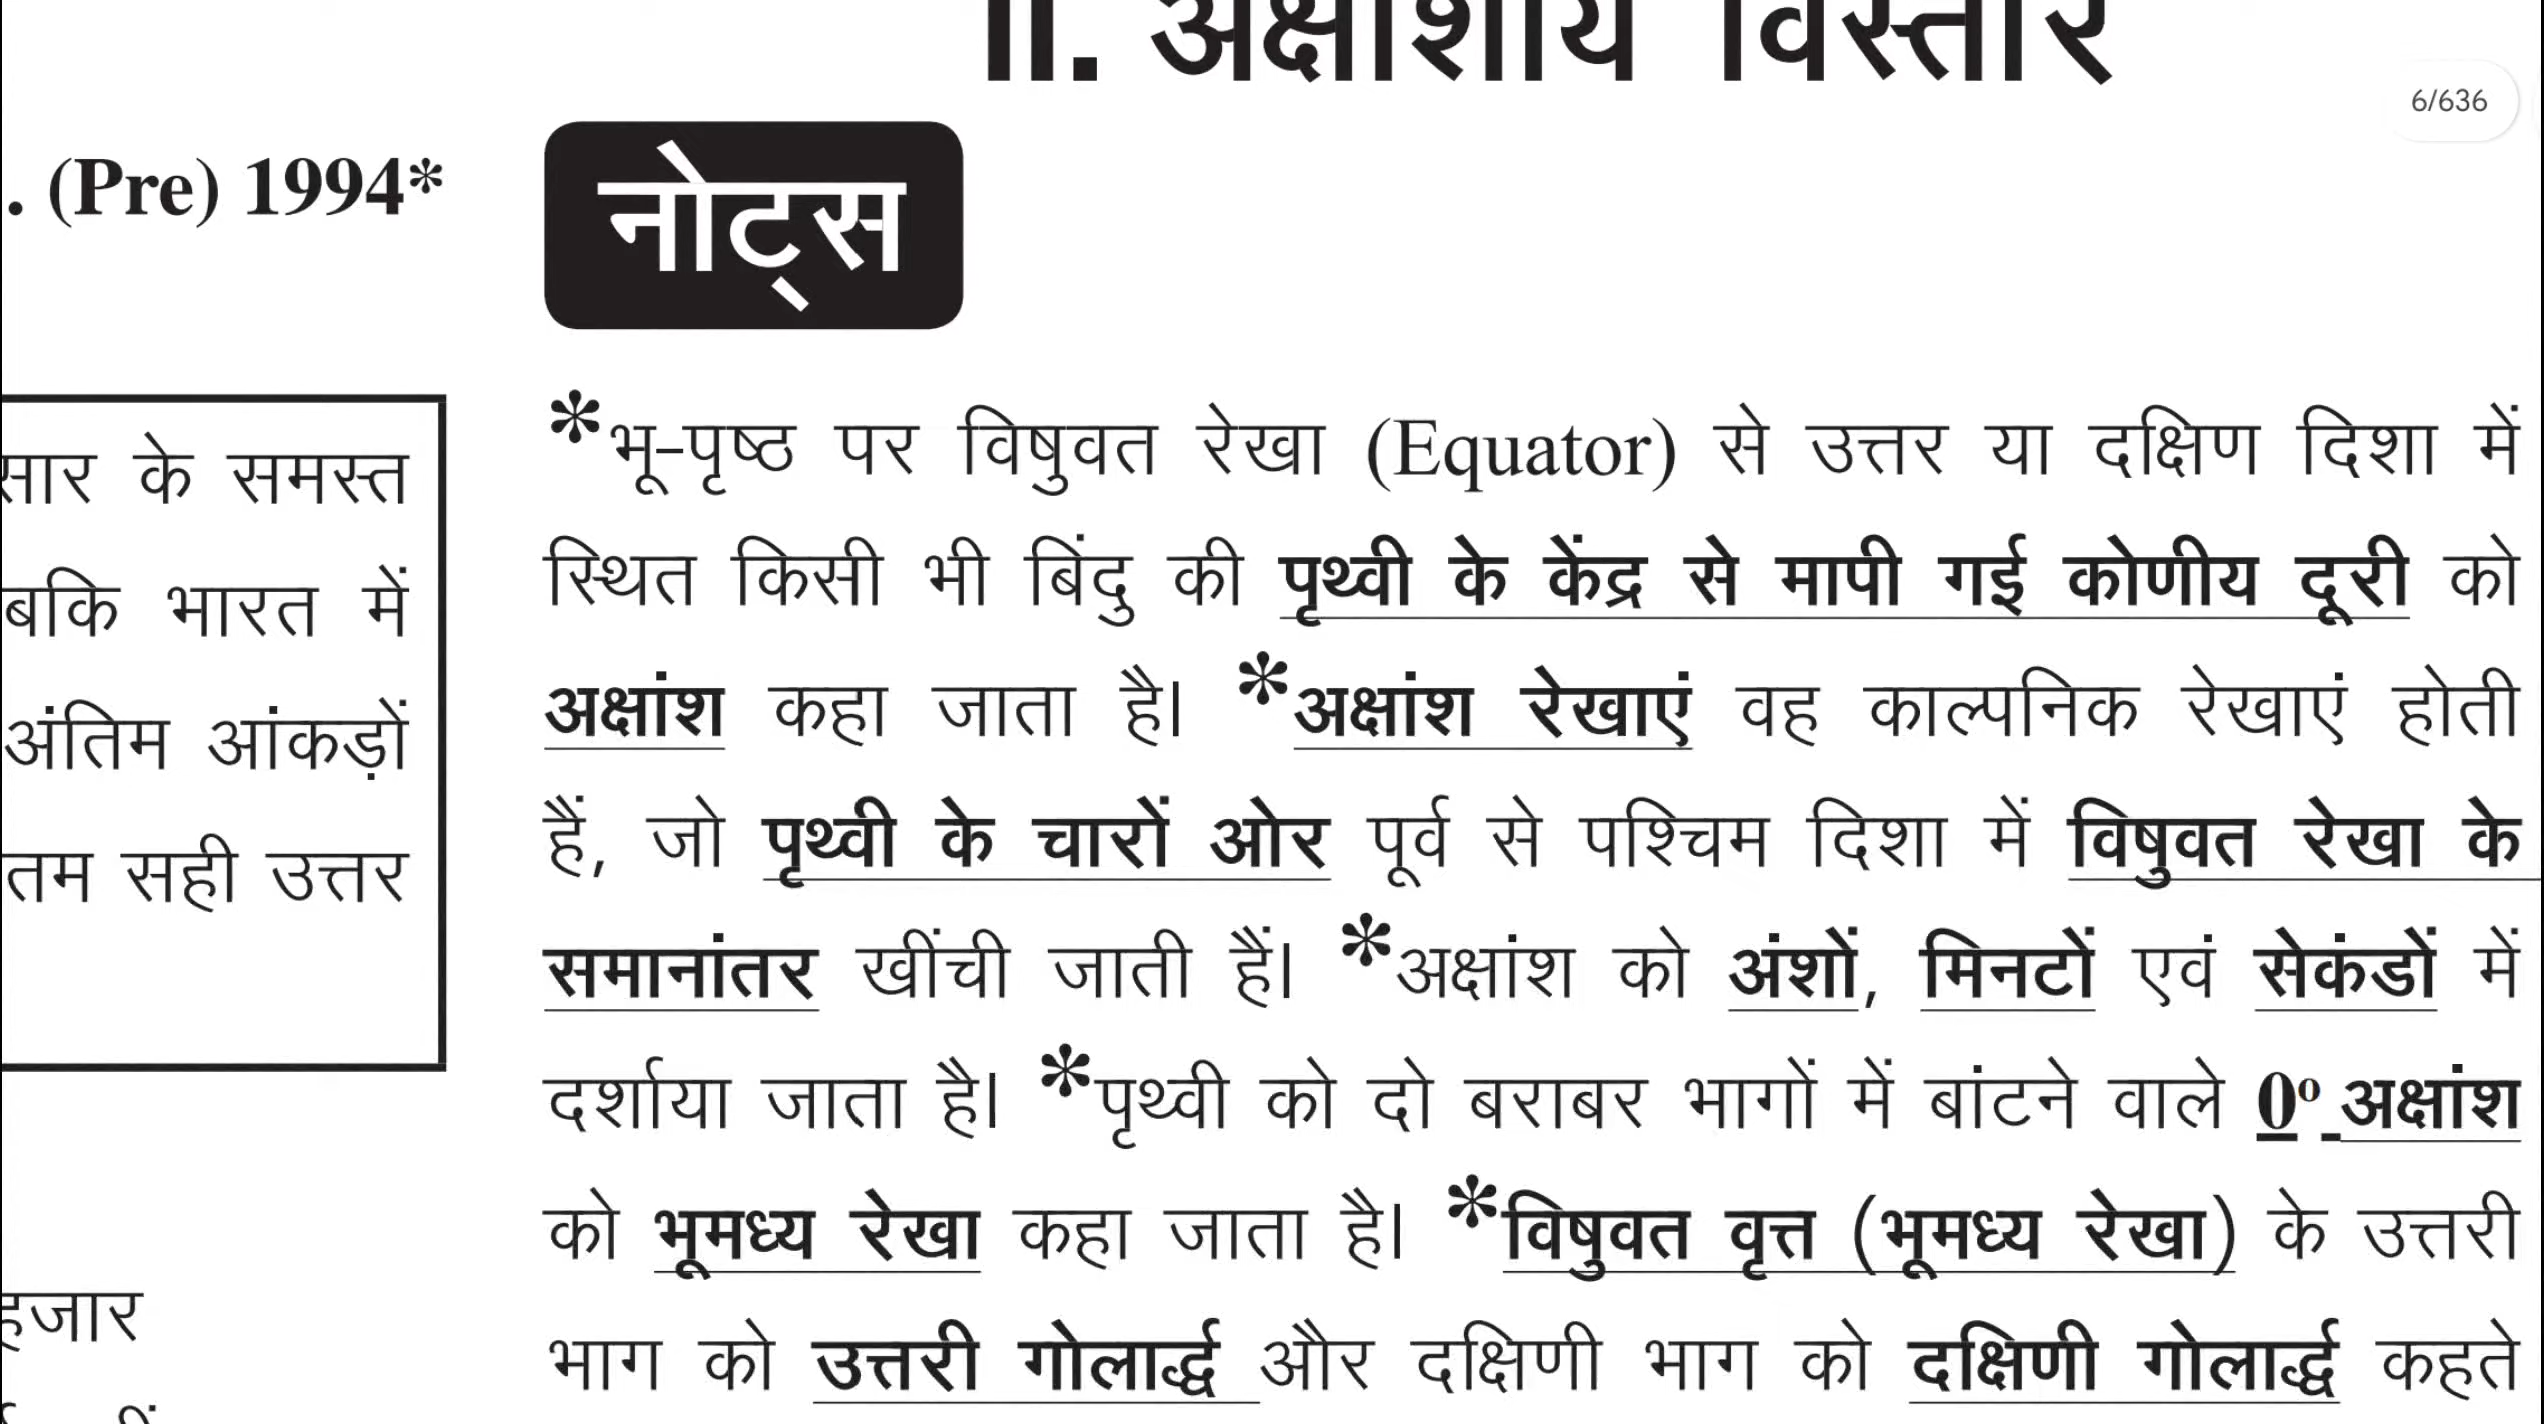 II. अक्षांशीय विस्तार
6/636
. (Pre) 1994*
सार के समस्त
बकि भारत में
अंतिम आंकड़ों
तम सही उत्तर
हजार
नोट्स
*भू-पृष्ठ पर विषुवत रेखा (Equator) से उत्तर या दक्षिण दिशा में
स्थित किसी भी बिंदु की पृथ्वी के केंद्र से मापी गई कोणीय दूरी को
अक्षांश कहा जाता है। *अक्षांश रेखाएं वह काल्पनिक रेखाएं होती
हैं, जो पृथ्वी के चारों ओर पूर्व से पश्चिम दिशा में विषुवत रेखा के
समानांतर खींची जाती हैं। *अक्षांश को अंशों, मिनटों एवं सेकंडों में
दर्शाया जाता है। *पृथ्वी को दो बराबर भागों में बांटने वाले 0º अक्षांश
को भूमध्य रेखा कहा जाता है। *विषुवत वृत्त (भूमध्य रेखा) के उत्तरी
भाग को उत्तरी गोलार्द्ध और दक्षिणी भाग को दक्षिणी गोलार्द्ध कहते